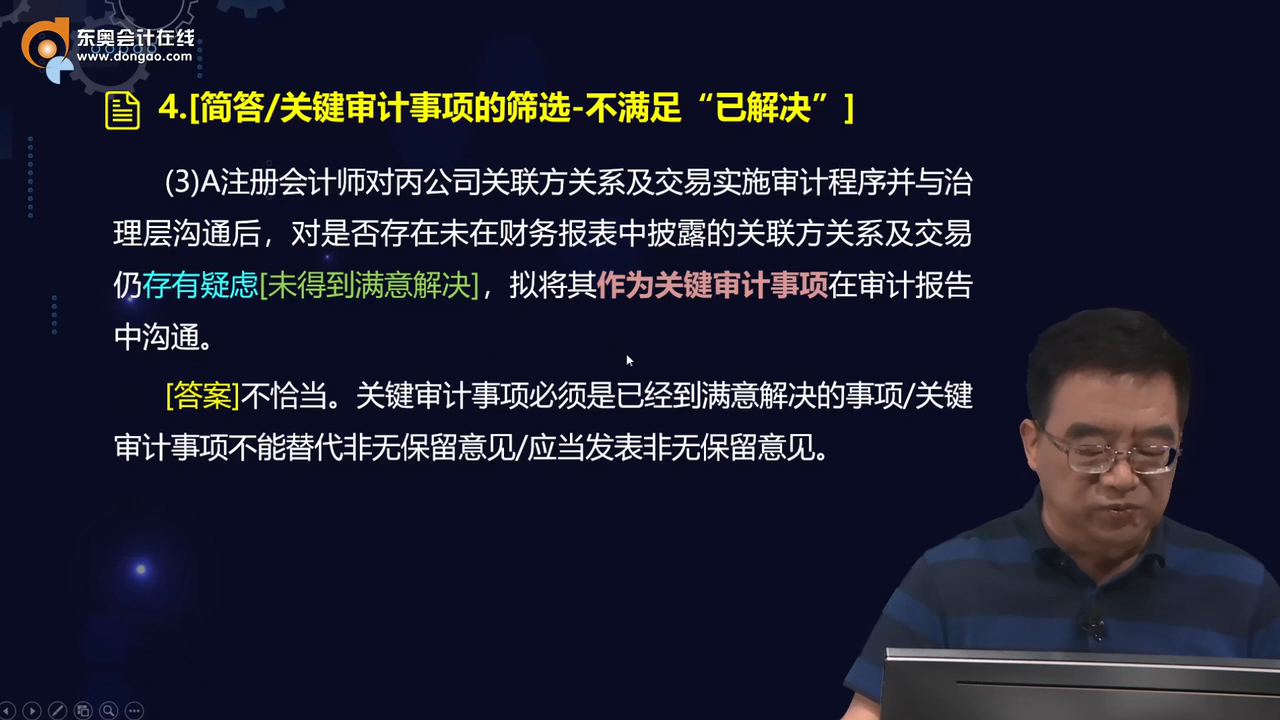 东奥会计在线
www.dongao.com
4.[简答/关键审计事项的筛选-不满足“已解决”]
(3)A注册会计师对丙公司关联方关系及交易实施审计程序并与治
理层沟通后，对是否存在未在财务报表中披露的关联方关系及交易
仍存有疑虑[未得到满意解决]，拟将其作为关键审计事项在审计报告
中沟通。
[答案]不恰当。关键审计事项必须是已经到满意解决的事项/关键
审计事项不能替代非无保留意见/应当发表非无保留意见。